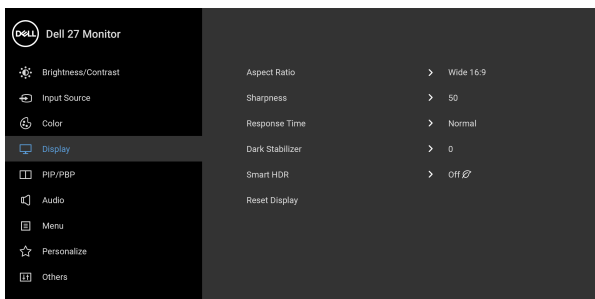 DELL Dell 27 Monitor
Brightness/Contrast
Input Source
Color
Display
PIP/PBP
Audio
Menu
Personalize
Others
Aspect Ratio > Wide 16:9
Sharpness > 50
Response Time > Normal
Dark Stabilizer > 0
Smart HDR > Off
Reset Display